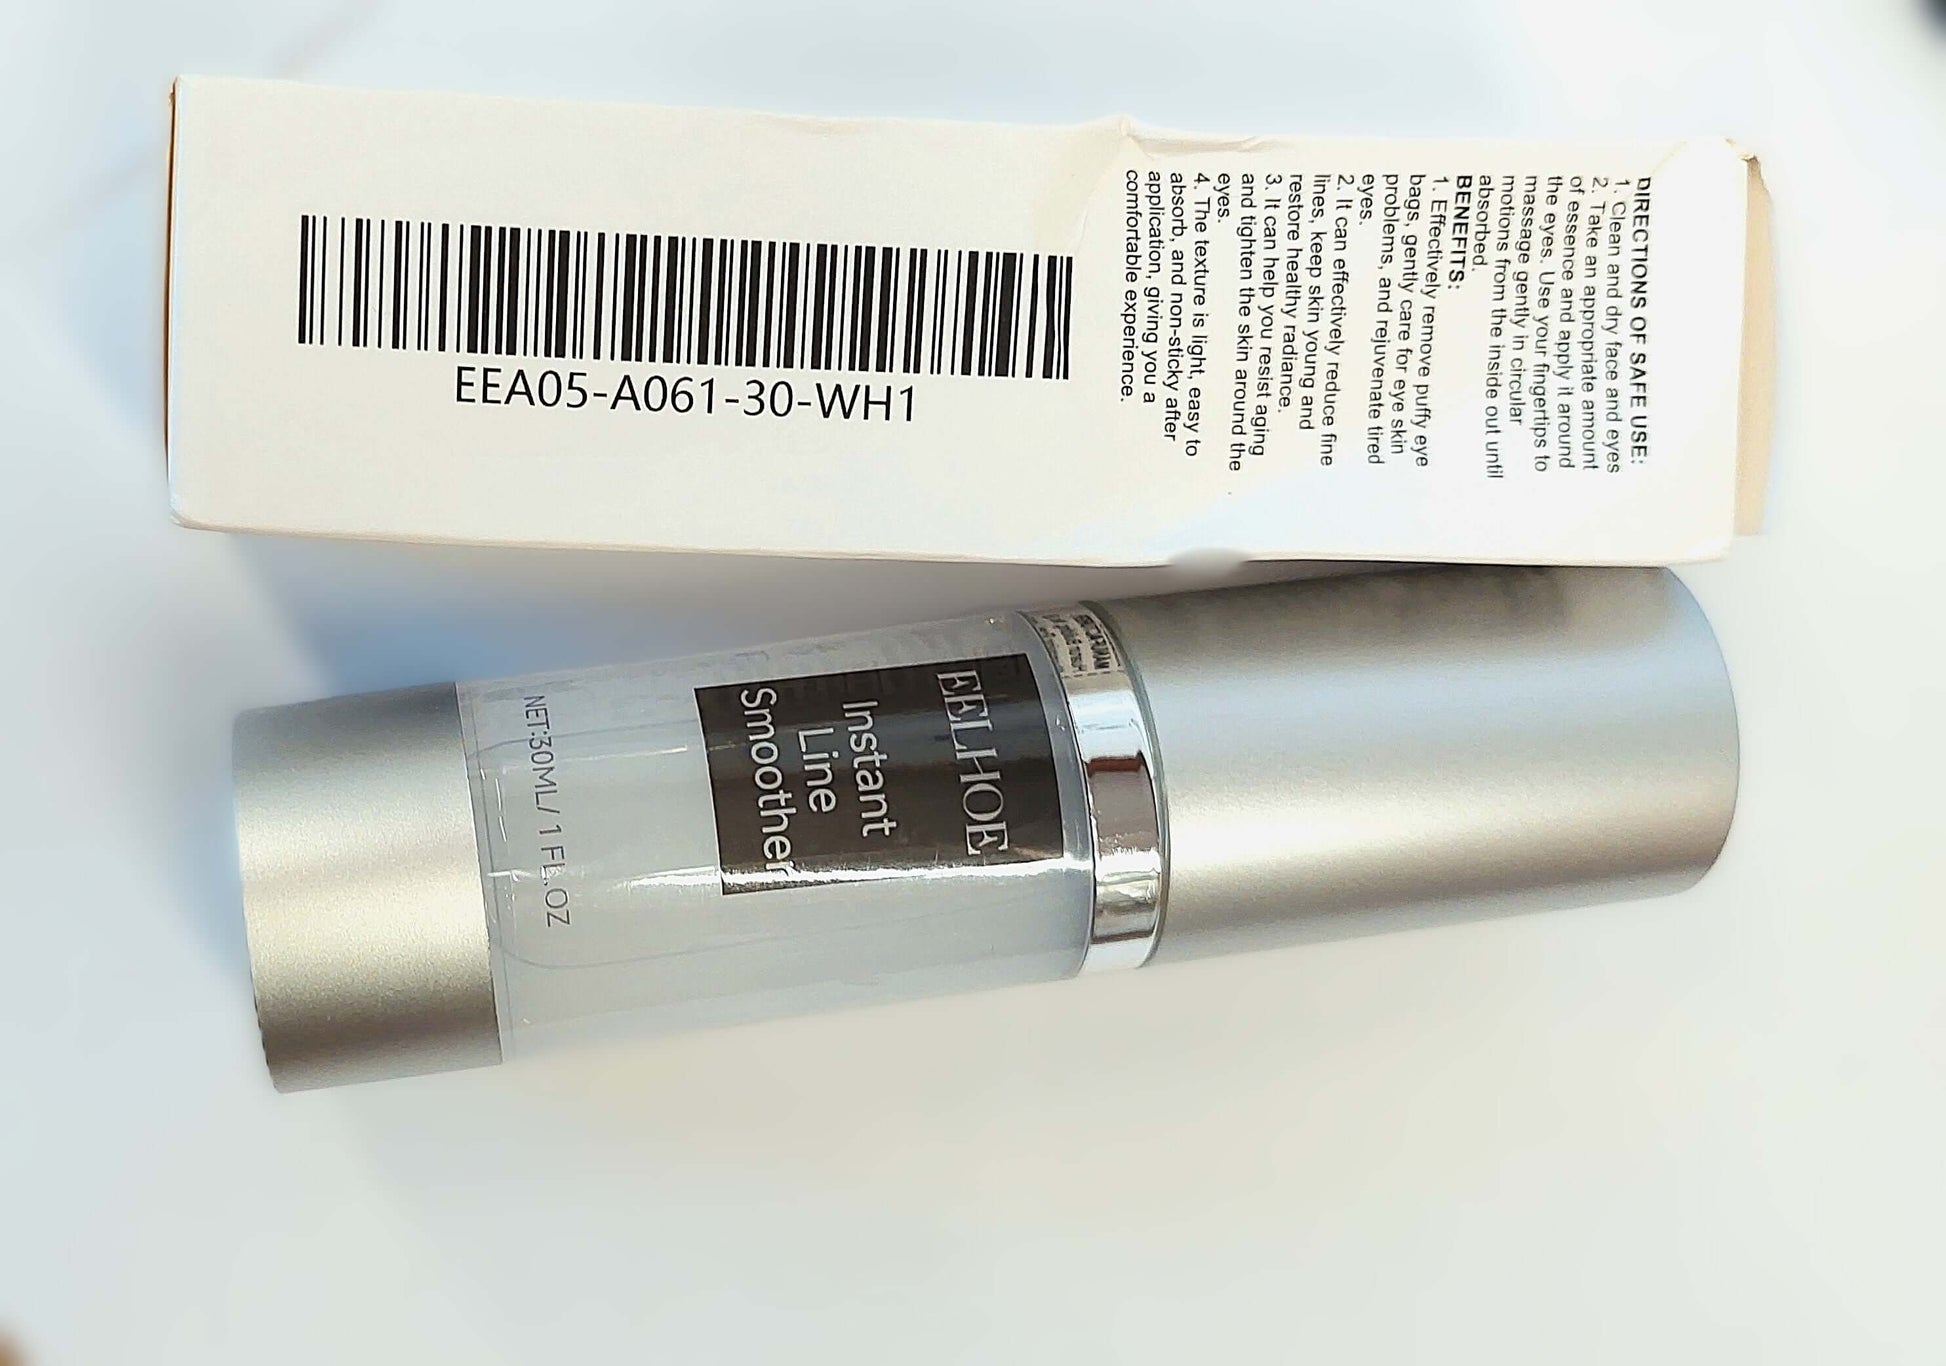 DIRECTIONS OF SAFE USE:
1. Clean and dry face and eyes
2. Take an appropriate amount
of essence and apply it around
the eyes. Use your fingertips to
massage gently in circular
motions from the inside out until
absorbed.
BENEFITS:
1. Effectively remove puffy eye
bags, gently care for eye skin
problems, and rejuvenate tired
eyes.
2. It can effectively reduce fine
lines, keep skin young and
restore healthy radiance.
3. It can help you resist aging
and tighten the skin around the
eyes.
4. The texture is light, easy to
absorb, and non-sticky after
application, giving you a
comfortable experience.
EEA05-A061-30-WH1
EELHOE
Instant
Line
Smoother
NET:30ML/ 1 FL.OZ